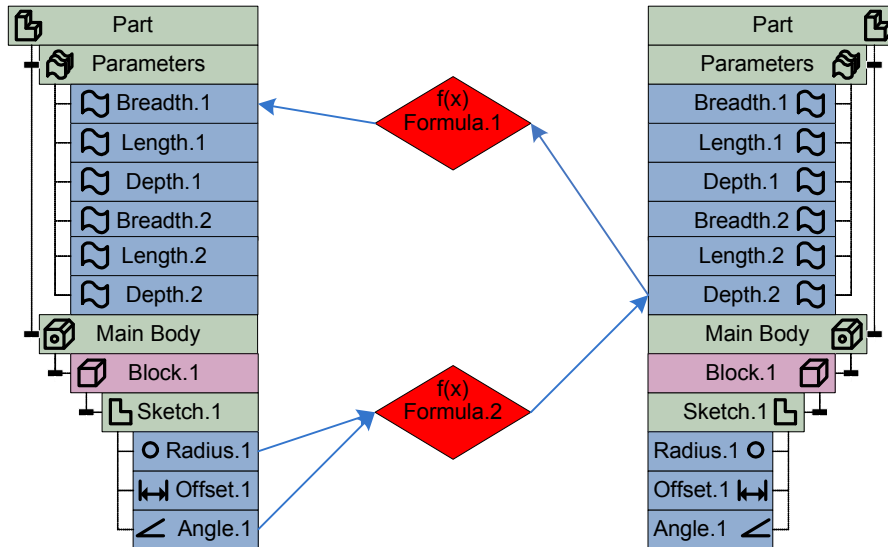 Part
Parameters
Breadth.1
Length.1
Depth.1
Breadth.2
Length.2
Depth.2
Main Body
Block.1
Sketch.1
Radius.1
Offset.1
Angle.1
f(x)
Formula.1
f(x)
Formula.2
Part
Parameters
Breadth.1
Length.1
Depth.1
Breadth.2
Length.2
Depth.2
Main Body
Block.1
Sketch.1
Radius.1
Offset.1
Angle.1